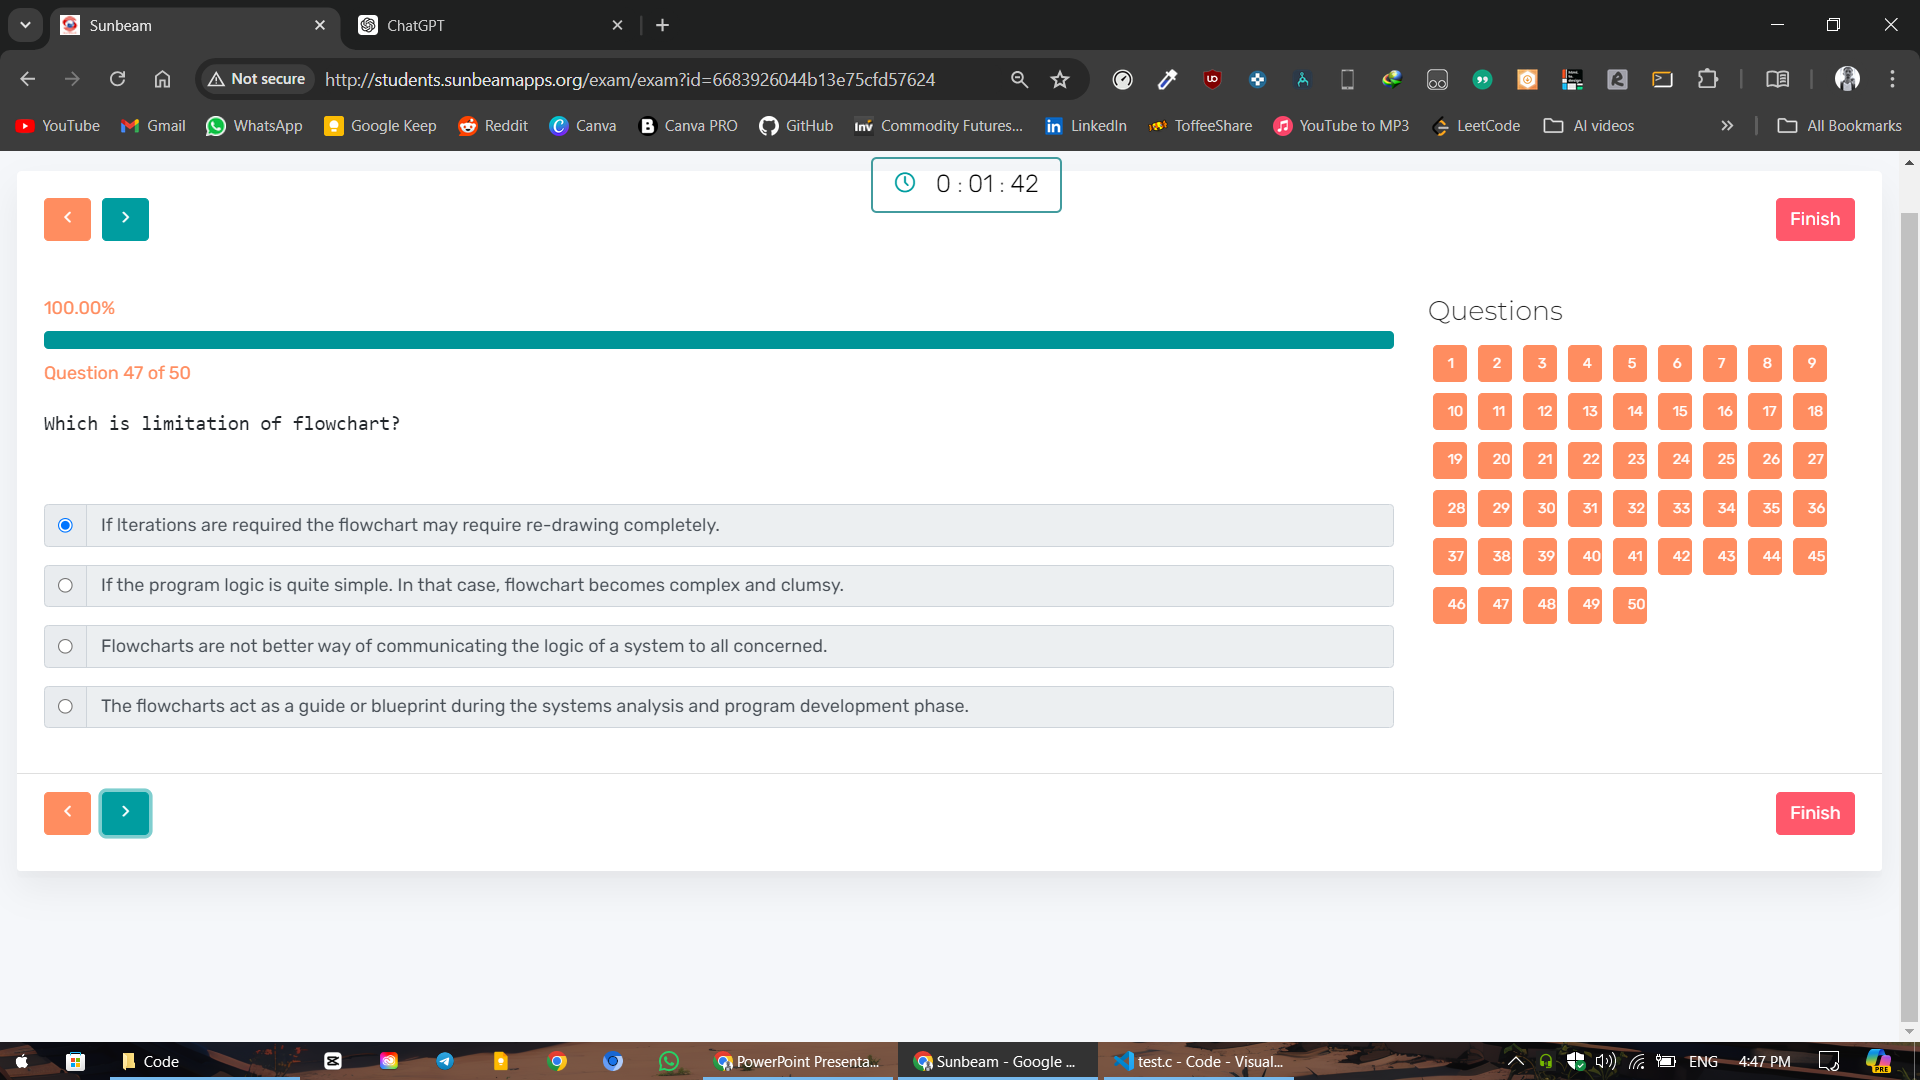 Sunbeam
ChatGPT
Not secure
http://students.sunbeamapps.org/exam/exam?id=6683926044b13e75cfd57624
YouTube
Gmail
WhatsApp
Google Keep
Reddit
Canva
Canva PRO
GitHub
Inv Commodity Futures...
LinkedIn
ToffeeShare
YouTube to MP3
LeetCode
AI videos
All Bookmarks
0 : 01 : 42
Finish
100.00%
Question 47 of 50
Which is limitation of flowchart?
If Iterations are required the flowchart may require re-drawing completely.
If the program logic is quite simple. In that case, flowchart becomes complex and clumsy.
Flowcharts are not better way of communicating the logic of a system to all concerned.
The flowcharts act as a guide or blueprint during the systems analysis and program development phase.
Questions
1 2 3 4 5 6 7 8 9
10 11 12 13 14 15 16 17 18
19 20 21 22 23 24 25 26 27
28 29 30 31 32 33 34 35 36
37 38 39 40 41 42 43 44 45
46 47 48 49 50
Finish
Code
PowerPoint Presenta...
Sunbeam - Google ...
test.c - Code - Visual...
ENG
4:47 PM
PRE